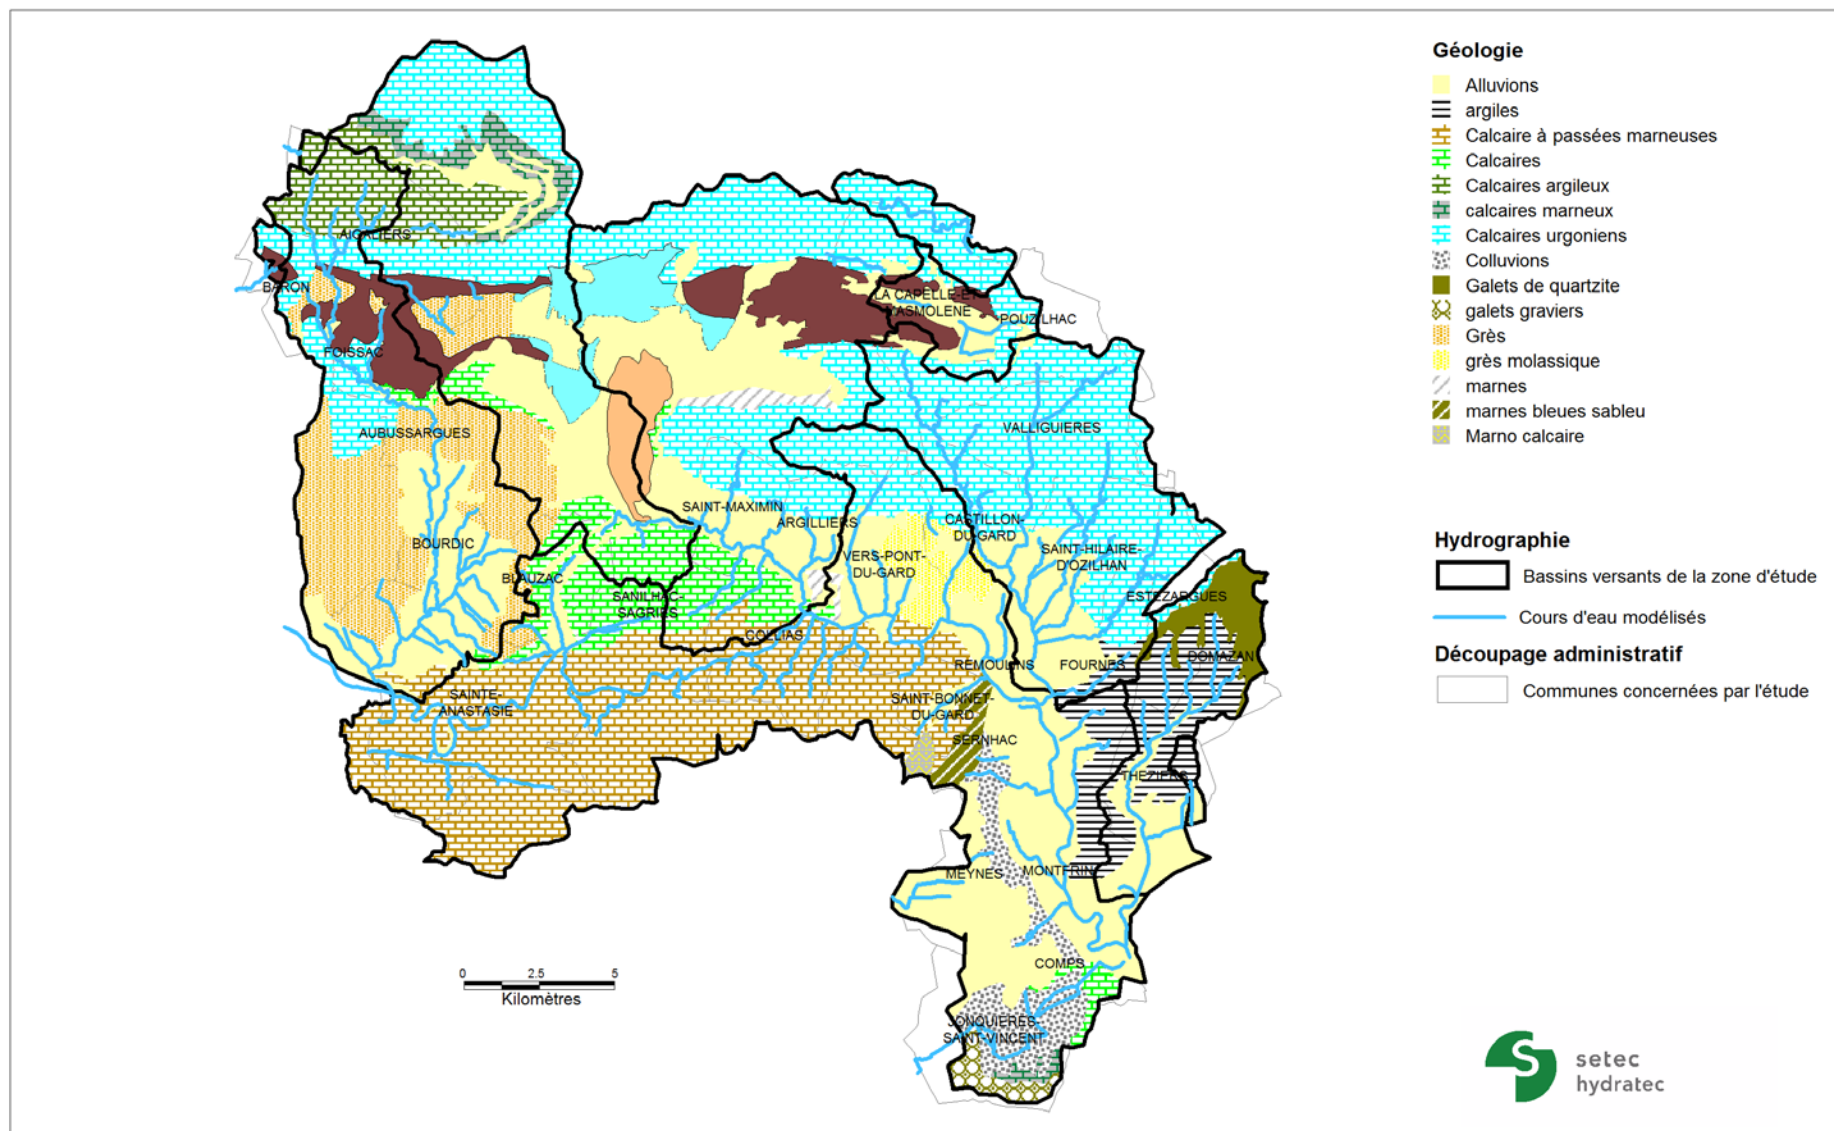 Géologie
Alluvions
argiles
Calcaire à passées marneuses
Calcaires
Calcaires argileux
calcaires marneux
Calcaires urgoniens
Colluvions
Galets de quartzite
galets graviers
Grès
grès molassique
marnes
marnes bleues sableu
Marno calcaire
Hydrographie
Bassins versants de la zone d'étude
Cours d'eau modélisés
Découpage administratif
Communes concernées par l'étude
AIGALIERS
BARON
LA CAPELLE-ET-
MASMOLENE
POUZILHAC
FOISSAC
AUBUSSARGUES
VALLIGUIERES
SAINT-MAXIMIN
ARGILLIERS
CASTILLON-
DU-GARD
BOURDIC
VERS-PONT-
DU-GARD
SAINT-HILAIRE-
D'OZILHAN
BLAUZAC
SANILHAC-
SAGRIES
ESTEZARGUES
COLLIAS
DOMAZAN
REMOULINS
FOURNES
SAINTE-
ANASTASIE
SAINT-BONNET-
DU-GARD
SERNHAC
THEZIERS
MEYNES
MONTFRIN
COMPS
JONQUIERES-
SAINT-VINCENT
0 2.5 5
Kilomètres
setec
hydratec